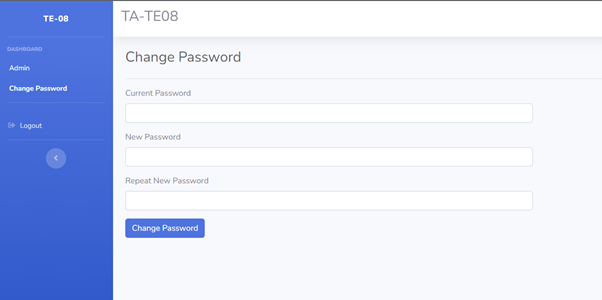 TE-08
TA-TE08
DASHBOARD
Admin
Change Password
Logout
Change Password
Current Password
New Password
Repeat New Password
Change Password